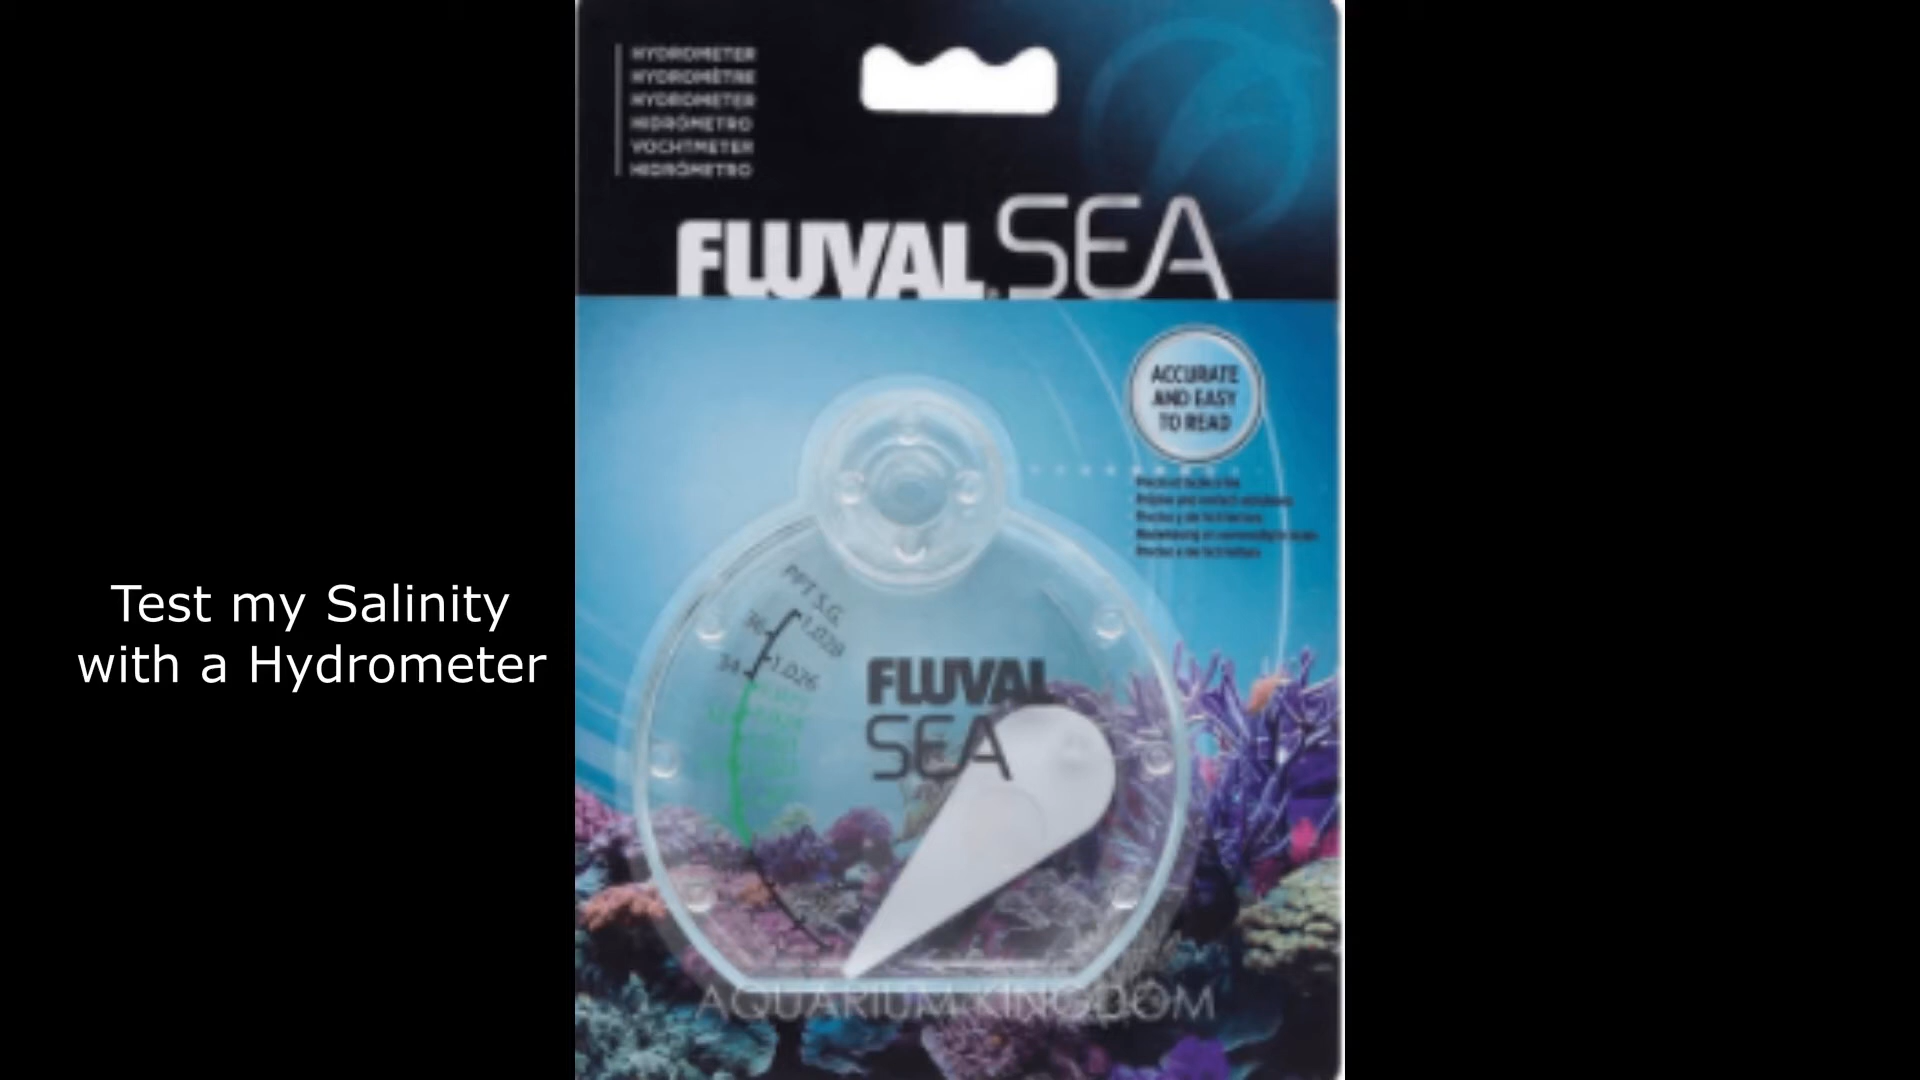 HYDROMETER
HYDROMÈTRE
HYDROMETER
HIDRÓMETRO
VOCHTMETER
HIDRÓMETRO
FLUVAL SEA
ACCURATE
AND EASY
TO READ
PPT S.G.
36 1.028
34 1.026
FLUVAL
SEA
Test my Salinity
with a Hydrometer
AQUARIUM KINGDOM